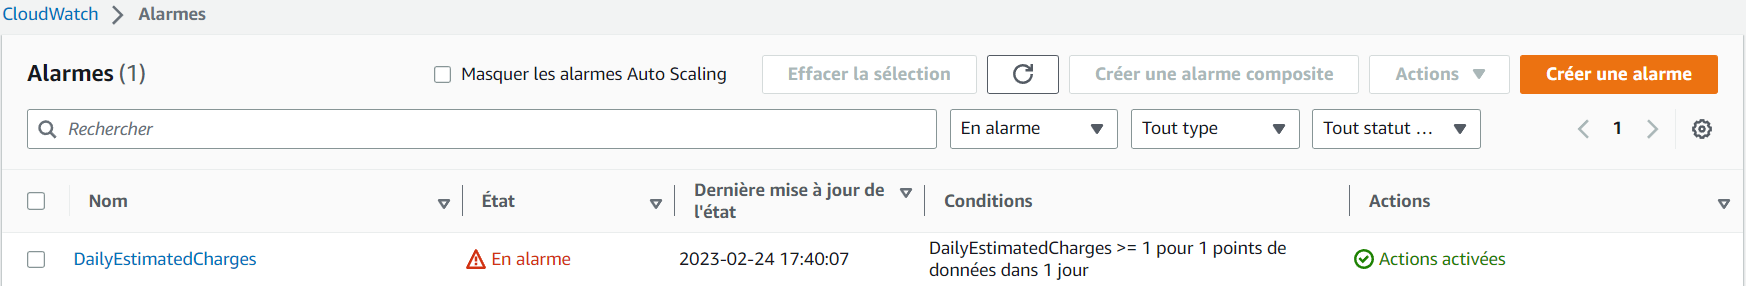 CloudWatch > Alarmes
Alarmes (1)
Masquer les alarmes Auto Scaling
Effacer la sélection
Créer une alarme composite
Actions
Créer une alarme
Rechercher
En alarme
Tout type
Tout statut ...
1
Nom
État
Dernière mise à jour de
l'état
Conditions
Actions
DailyEstimatedCharges
En alarme
2023-02-24 17:40:07
DailyEstimatedCharges >= 1 pour 1 points de
données dans 1 jour
Actions activées